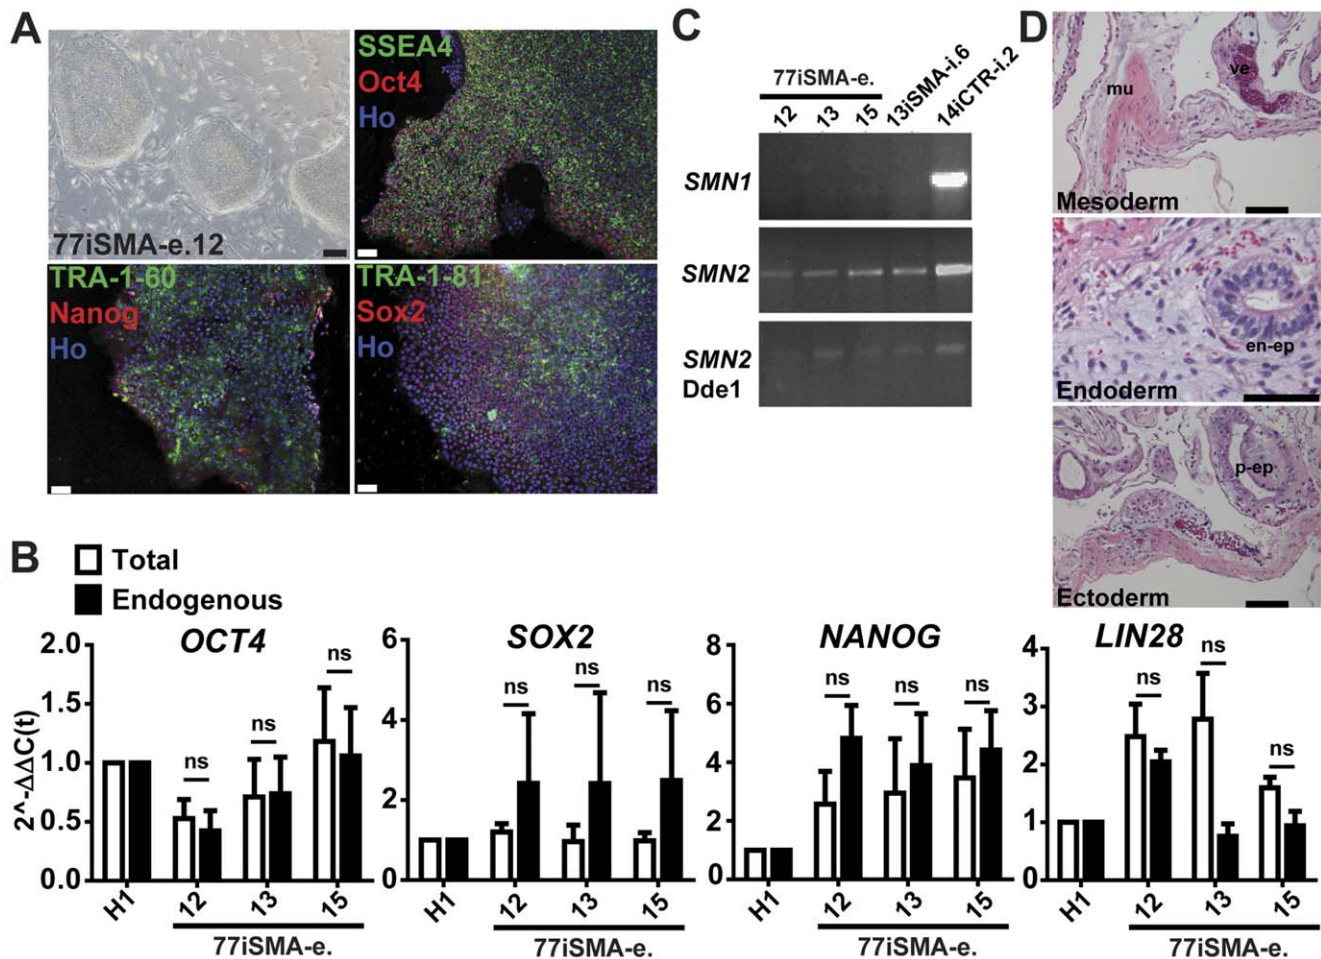 A
SSEA4
Oct4
Ho
77iSMA-e.12
TRA-1-60
Nanog
Ho
TRA-1-81
Sox2
Ho
C
77iSMA-e.
12 13 15 13iSMA-i.6 14iCTR-i.2
SMN1
SMN2
SMN2
Dde1
D
mu
ve
Mesoderm
en-ep
Endoderm
p-ep
Ectoderm
B
Total
Endogenous
2^-ΔΔC(t)
OCT4
2.0
1.5
1.0
0.5
0.0
ns ns ns
H1 12 13 15
77iSMA-e.
SOX2
6
4
2
0
ns ns ns
H1 12 13 15
77iSMA-e.
NANOG
8
6
4
2
0
ns ns ns
H1 12 13 15
77iSMA-e.
LIN28
4
3
2
1
0
ns ns ns
H1 12 13 15
77iSMA-e.